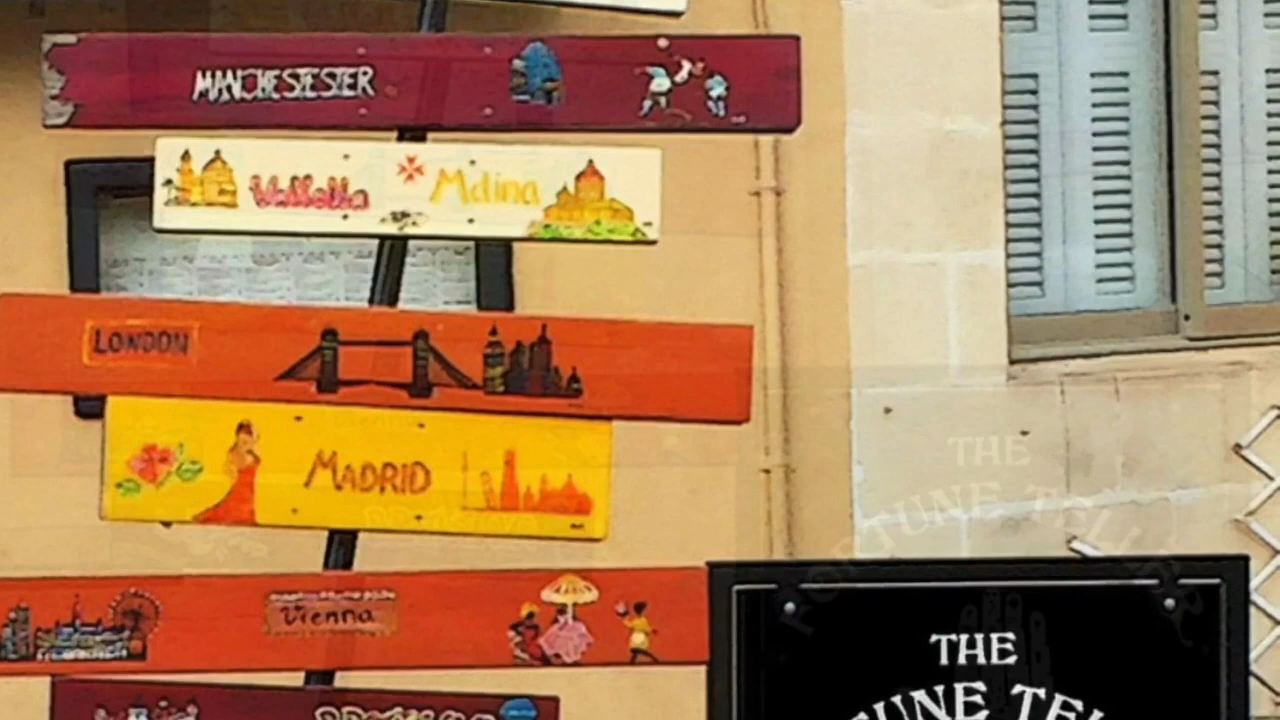 MANCHESTESTER
Valletta Mdina
LONDON
MADRID
Vienna
THE